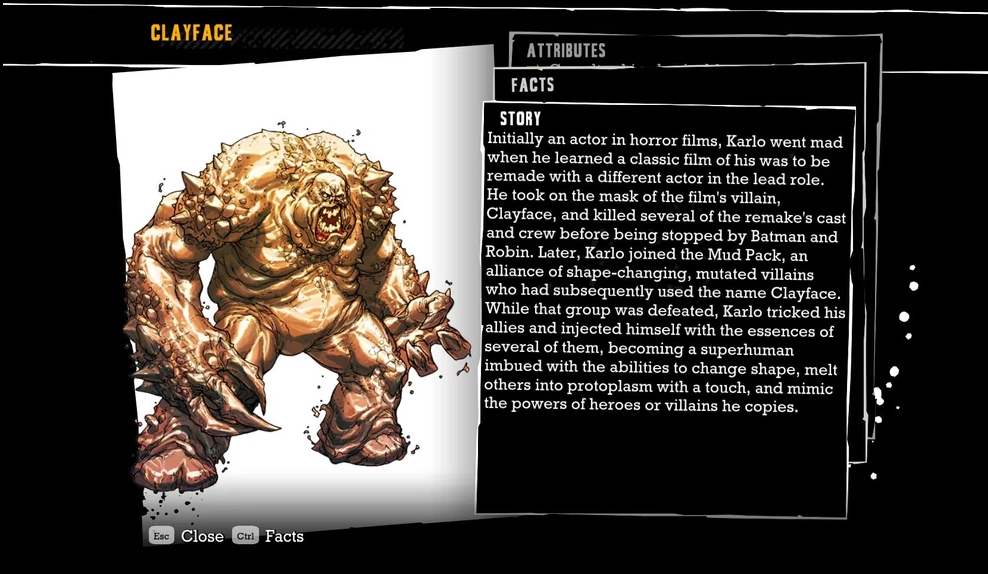 CLAYFACE
ATTRIBUTES
FACTS
STORY
Initially an actor in horror films, Karlo went mad
when he learned a classic film of his was to be
remade with a different actor in the lead role.
He took on the mask of the film's villain,
Clayface, and killed several of the remake's cast
and crew before being stopped by Batman and
Robin. Later, Karlo joined the Mud Pack, an
alliance of shape-changing, mutated villains
who had subsequently used the name Clayface.
While that group was defeated, Karlo tricked his
allies and injected himself with the essences of
several of them, becoming a superhuman
imbued with the abilities to change shape, melt
others into protoplasm with a touch, and mimic
the powers of heroes or villains he copies.
Esc Close Ctrl Facts